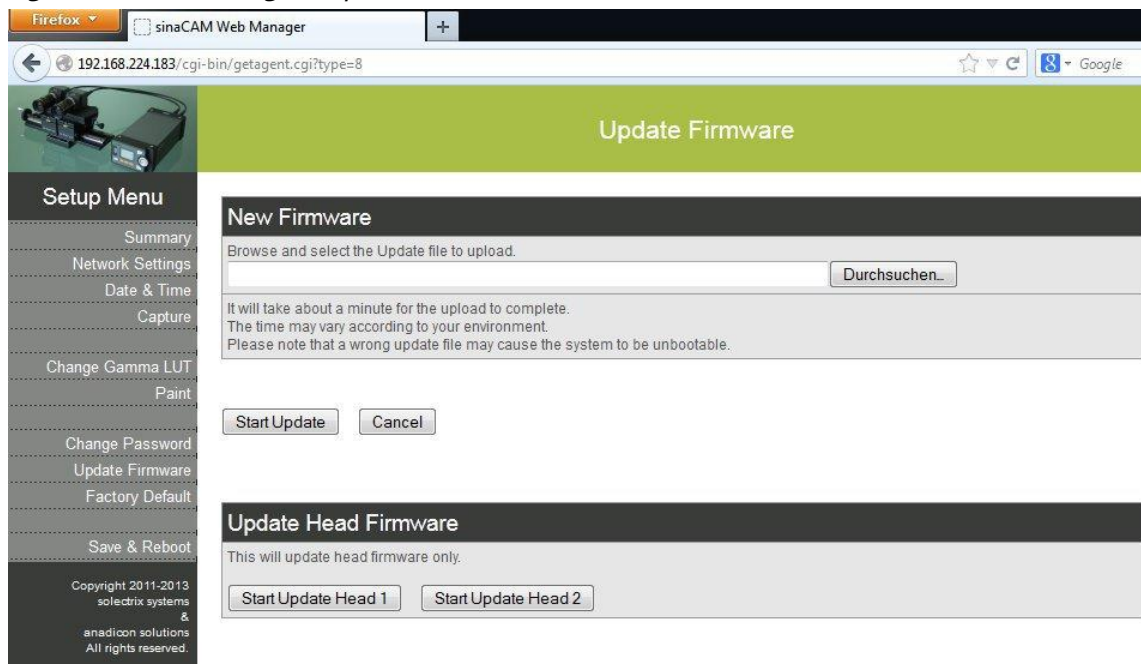 Firefox
sinaCAM Web Manager
192.168.224.183/cgi-bin/getagent.cgi?type=8
Google
Update Firmware
Setup Menu
Summary
Network Settings
Date & Time
Capture
Change Gamma LUT
Paint
Change Password
Update Firmware
Factory Default
Save & Reboot
Copyright 2011-2013
solectrix systems
&
anadicon solutions
All rights reserved.
New Firmware
Browse and select the Update file to upload.
Durchsuchen...
It will take about a minute for the upload to complete.
The time may vary according to your environment.
Please note that a wrong update file may cause the system to be unbootable.
Start Update Cancel
Update Head Firmware
This will update head firmware only.
Start Update Head 1 Start Update Head 2